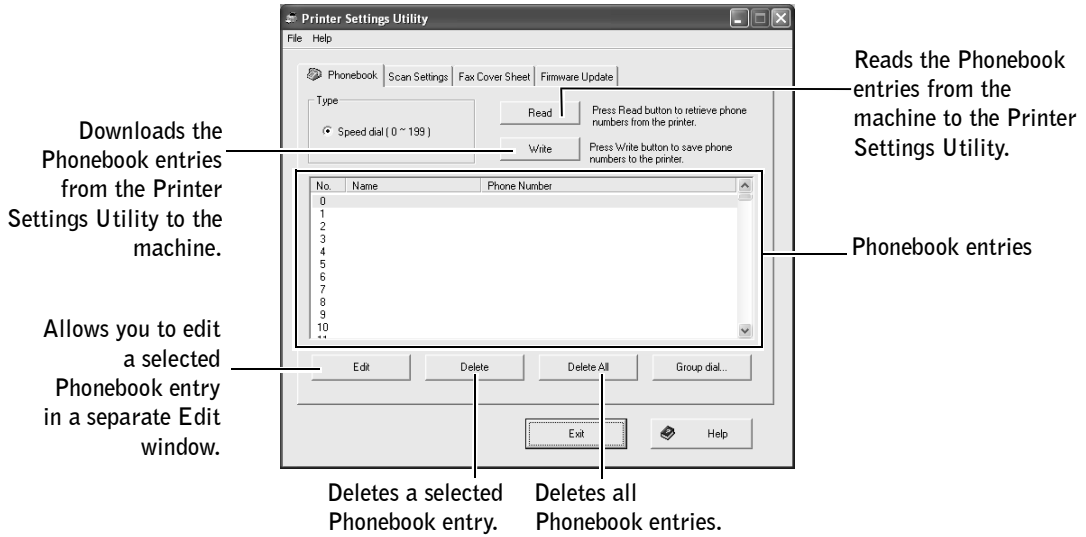 Printer Settings Utility
File Help
Phonebook Scan Settings Fax Cover Sheet Firmware Update
Type
Speed dial ( 0 ~ 199 )
Read
Press Read button to retrieve phone
numbers from the printer.
Write
Press Write button to save phone
numbers to the printer.
No. Name Phone Number
0
1
2
3
4
5
6
7
8
9
10
11
Edit Delete Delete All Group dial...
Exit Help
Downloads the
Phonebook entries
from the Printer
Settings Utility to the
machine.
Allows you to edit
a selected
Phonebook entry
in a separate Edit
window.
Reads the Phonebook
entries from the
machine to the Printer
Settings Utility.
Phonebook entries
Deletes a selected
Phonebook entry.
Deletes all
Phonebook entries.